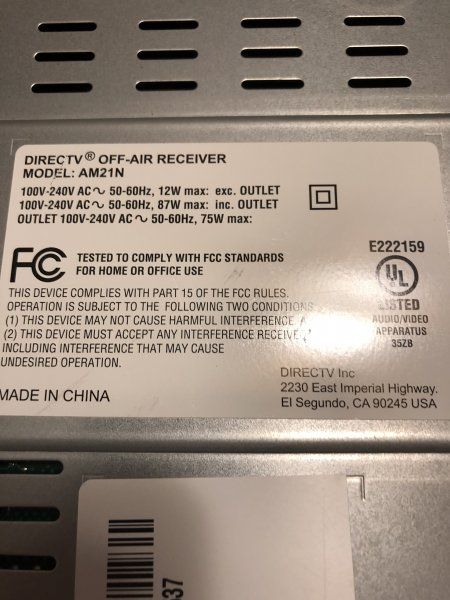 DIRECTV® OFF-AIR RECEIVER
MODEL: AM21N
100V-240V AC ∿ 50-60Hz, 12W max: exc. OUTLET
100V-240V AC ∿ 50-60Hz, 87W max: inc. OUTLET
OUTLET 100V-240V AC ∿ 50-60Hz, 75W max:
FC
TESTED TO COMPLY WITH FCC STANDARDS
FOR HOME OR OFFICE USE
THIS DEVICE COMPLIES WITH PART 15 OF THE FCC RULES.
OPERATION IS SUBJECT TO THE FOLLOWING TWO CONDITIONS
(1) THIS DEVICE MAY NOT CAUSE HARMFUL INTERFERENCE, A
(2) THIS DEVICE MUST ACCEPT ANY INTERFERENCE RECEIVE
INCLUDING INTERFERENCE THAT MAY CAUSE
UNDESIRED OPERATION.
MADE IN CHINA
E222159
UL
LISTED
AUDIO/VIDEO
APPARATUS
35ZB
DIRECTV Inc
2230 East Imperial Highway.
El Segundo, CA 90245 USA
37